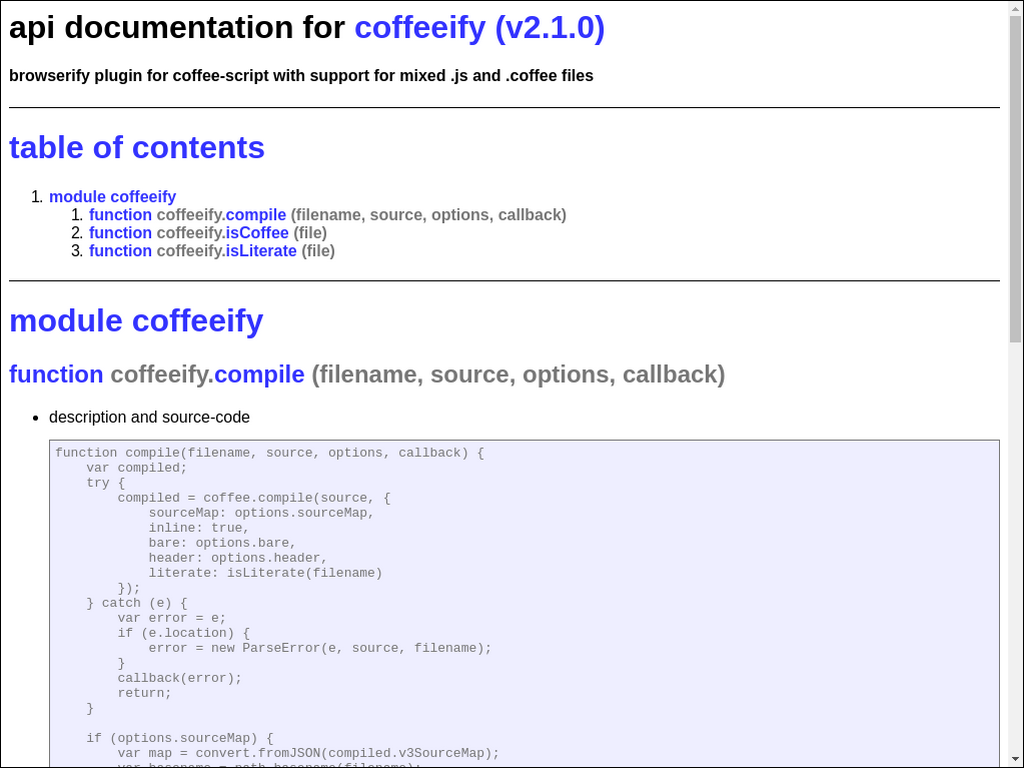 api documentation for coffeeify (v2.1.0)
browserify plugin for coffee-script with support for mixed .js and .coffee files
table of contents
1. module coffeeify
1. function coffeeify.compile (filename, source, options, callback)
2. function coffeeify.isCoffee (file)
3. function coffeeify.isLiterate (file)
module coffeeify
function coffeeify.compile (filename, source, options, callback)
• description and source-code
function compile(filename, source, options, callback) {
    var compiled;
    try {
        compiled = coffee.compile(source, {
            sourceMap: options.sourceMap,
            inline: true,
            bare: options.bare,
            header: options.header,
            literate: isLiterate(filename)
        });
    } catch (e) {
        var error = e;
        if (e.location) {
            error = new ParseError(e, source, filename);
        }
        callback(error);
        return;
    }
    if (options.sourceMap) {
        var map = convert.fromJSON(compiled.v3SourceMap);
        var basename = path.basename(filename);